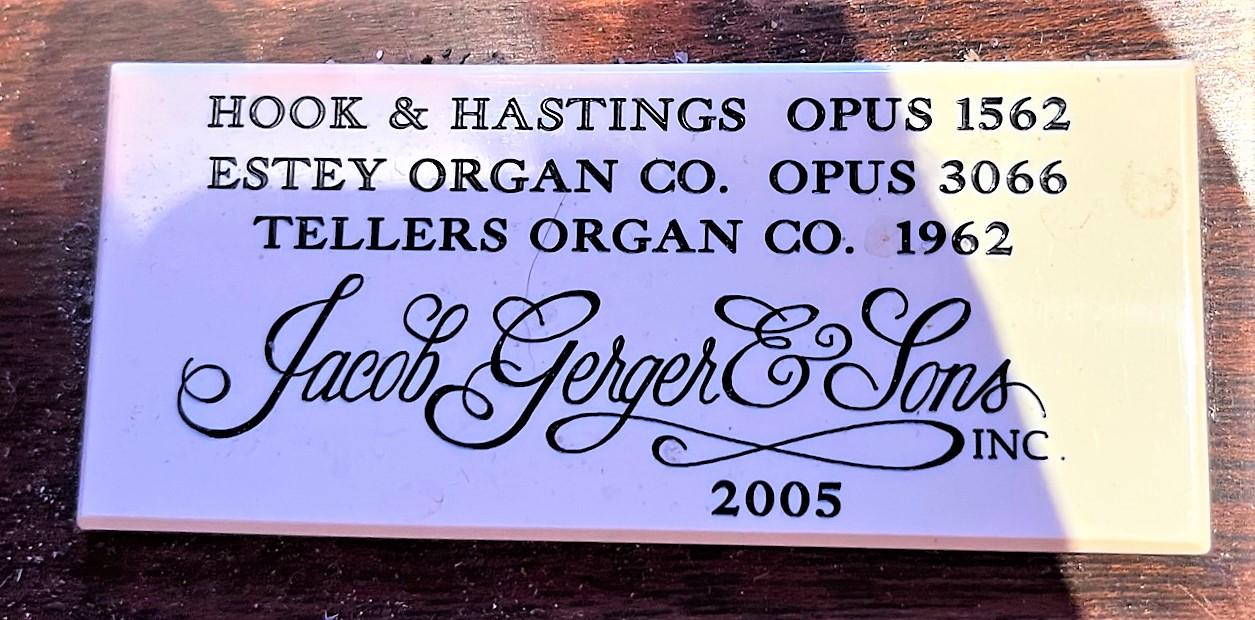 HOOK & HASTINGS OPUS 1562
ESTEY ORGAN CO. OPUS 3066
TELLERS ORGAN CO. 1962
Jacob Gerger & Sons INC.
2005